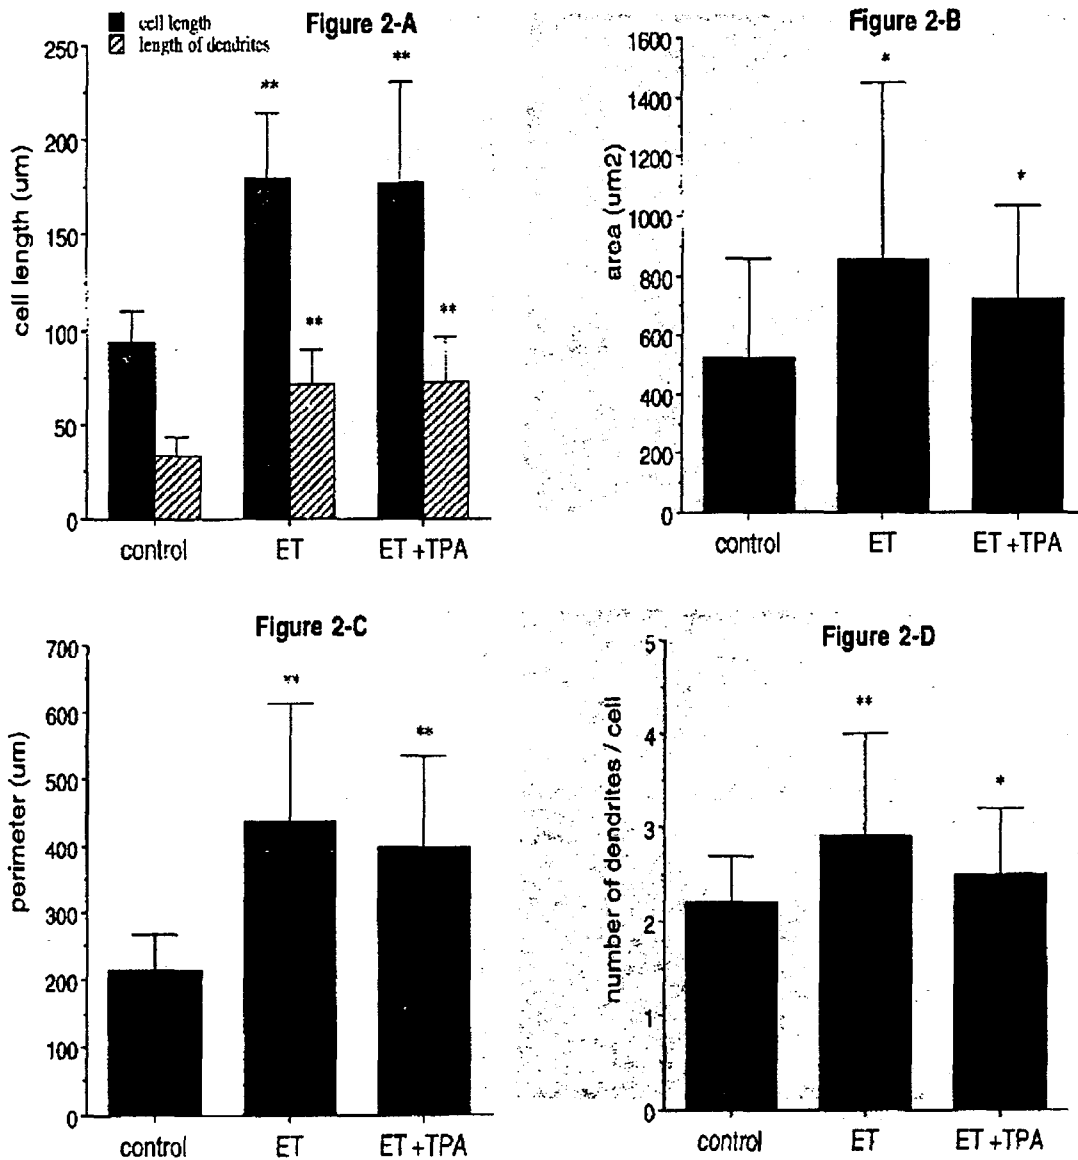 cell length
length of dendrites
Figure 2-A
250
200
150
100
50
0
cell length (um)
**
**
**
**
control
ET
ET +TPA
Figure 2-B
1600
1400
1200
1000
800
600
400
200
0
area (um2)
*
*
control
ET
ET +TPA
Figure 2-C
700
600
500
400
300
200
100
0
perimeter (um)
**
**
control
ET
ET +TPA
Figure 2-D
5
4
3
2
1
0
number of dendrites / cell
**
*
control
ET
ET +TPA